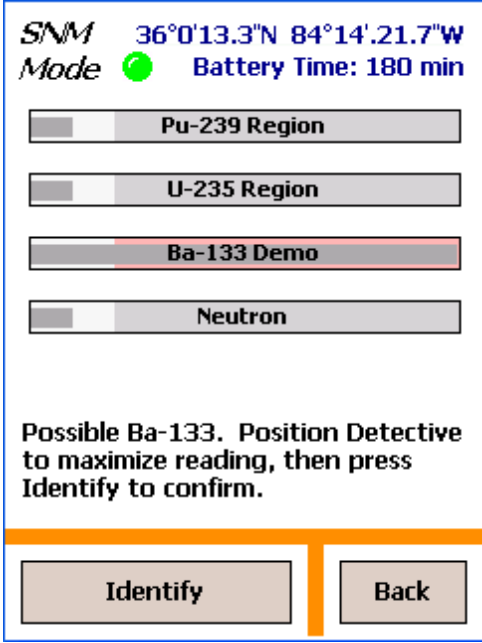 SNM 36°0'13.3"N 84°14'.21.7"W
Mode Battery Time: 180 min
Pu-239 Region
U-235 Region
Ba-133 Demo
Neutron
Possible Ba-133. Position Detective
to maximize reading, then press
Identify to confirm.
Identify Back